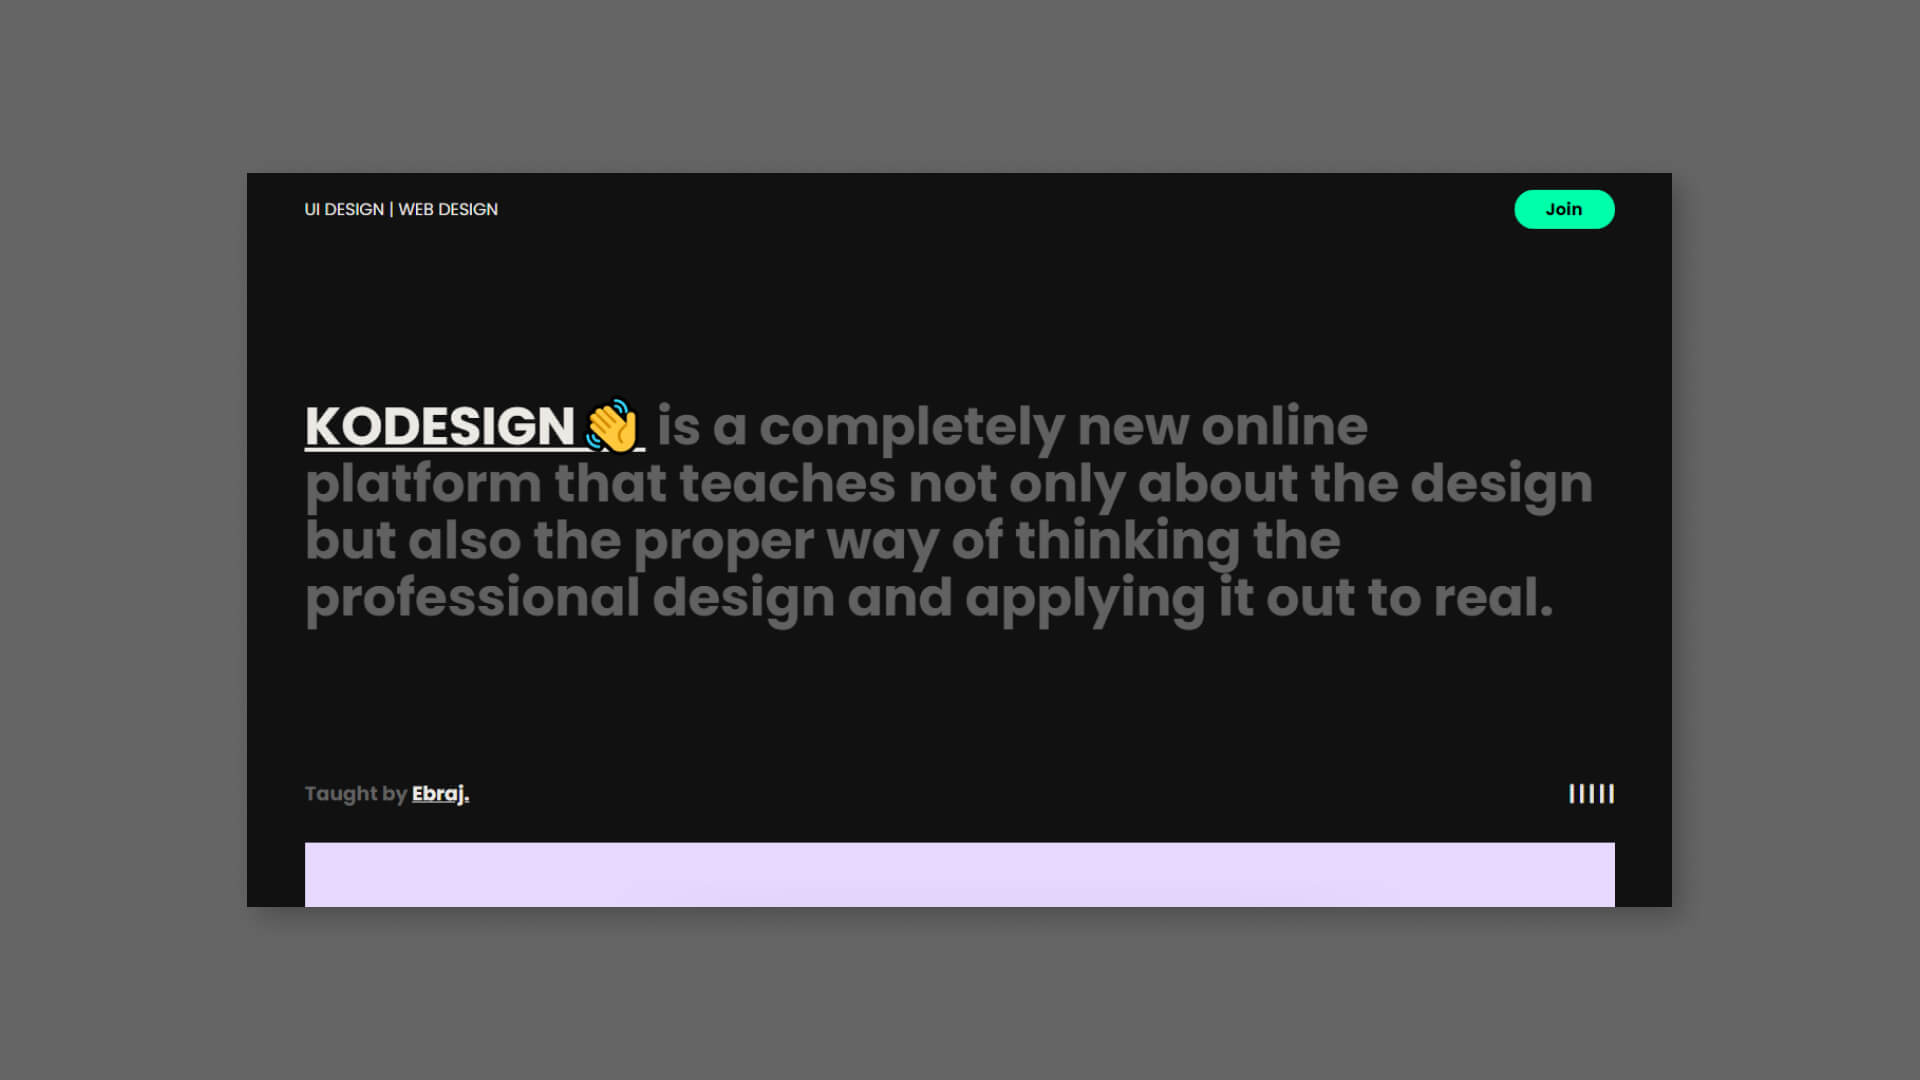 UI DESIGN | WEB DESIGN
Join
KODESIGN 👋 is a completely new online
platform that teaches not only about the design
but also the proper way of thinking the
professional design and applying it out to real.
Taught by Ebraj.
|||||